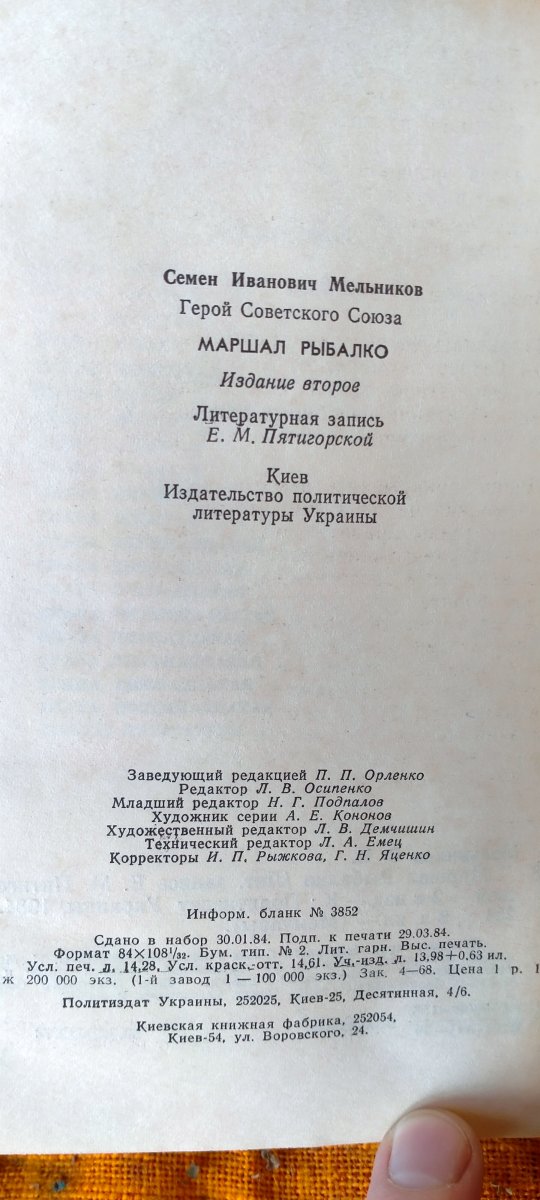 Семен Иванович Мельников
Герой Советского Союза
МАРШАЛ РЫБАЛКО
Издание второе
Литературная запись
Е. М. Пятигорской
Киев
Издательство политической
литературы Украины
Заведующий редакцией П. П. Орленко
Редактор Л. В. Осипенко
Младший редактор Н. Г. Подпалов
Художник серии А. Е. Кононов
Художественный редактор Л. В. Демчишин
Технический редактор Л. А. Емец
Корректоры И. П. Рыжкова, Г. Н. Яценко
Информ. бланк № 3852
Сдано в набор 30.01.84. Подп. к печати 29.03.84.
Формат 84×108¹/₃₂. Бум. тип. № 2. Лит. гарн. Выс. печать.
Усл. печ. л. 14,28. Усл. краск.-отт. 14,61. Уч.-изд. л. 13,98+0,63 ил.
ж 200 000 экз. (1-й завод 1—100 000 экз.) Зак. 4—68. Цена 1 р. 1
Политиздат Украины, 252025, Киев-25, Десятинная, 4/6.
Киевская книжная фабрика, 252054,
Киев-54, ул. Воровского, 24.